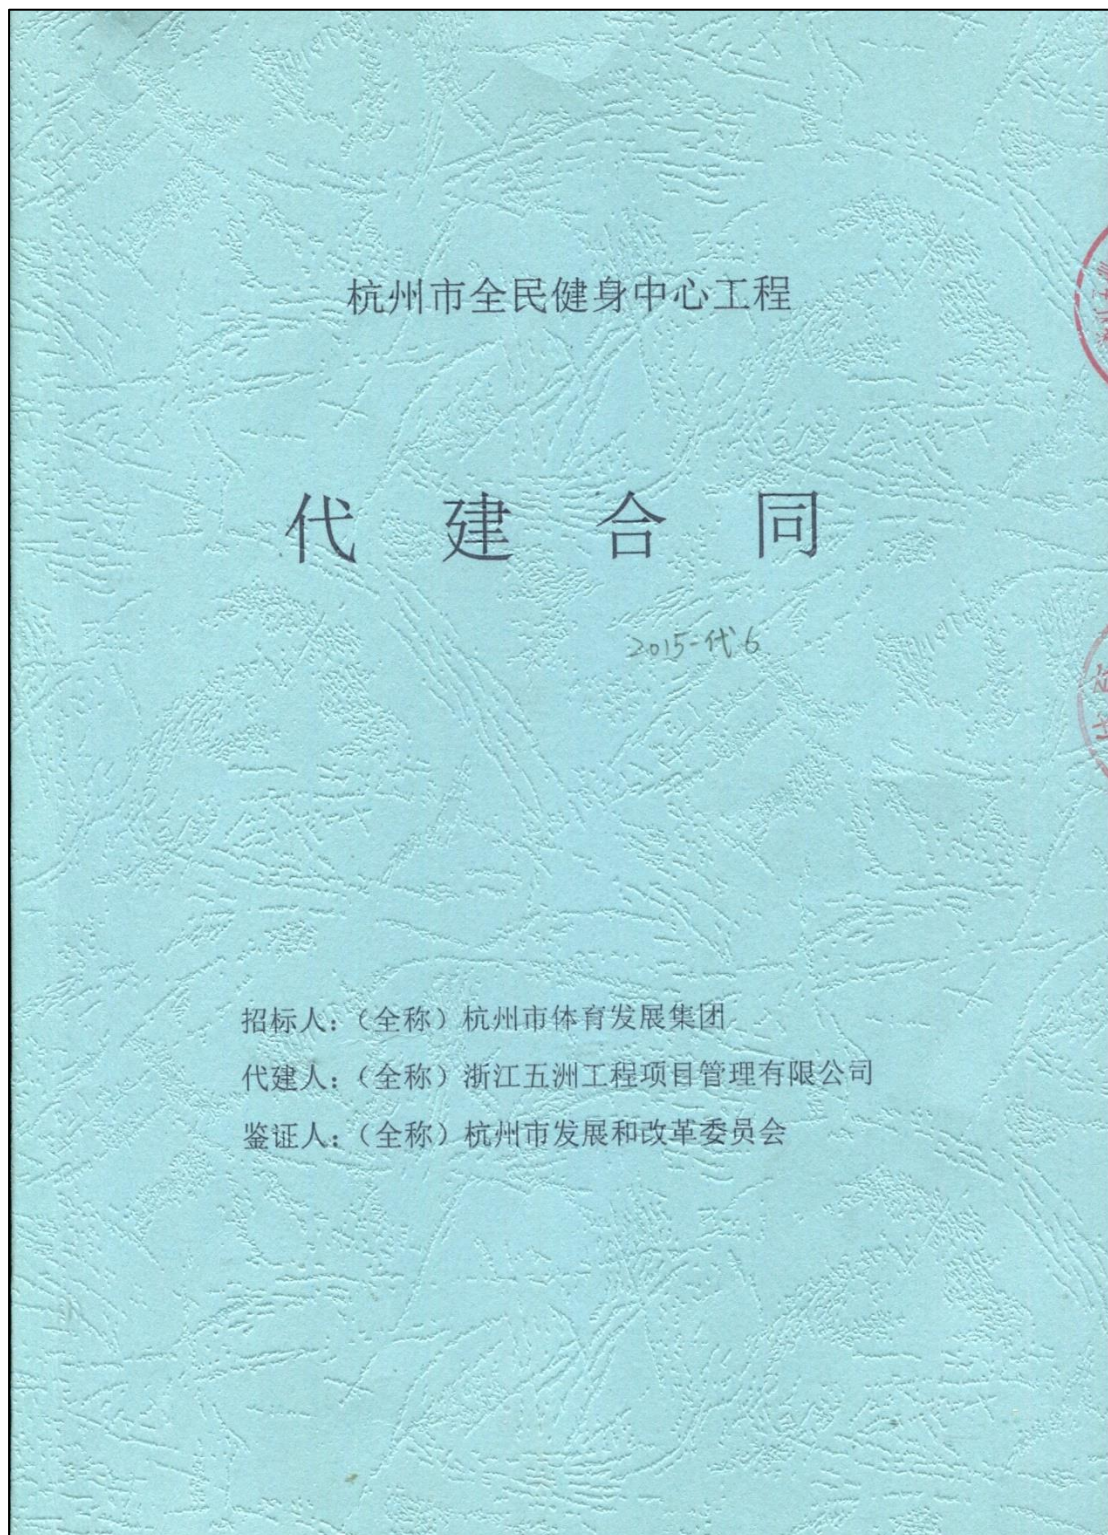 杭州市全民健身中心工程
代建合同
2015-代6
招标人：（全称）杭州市体育发展集团
代建人：（全称）浙江五洲工程项目管理有限公司
鉴证人：（全称）杭州市发展和改革委员会